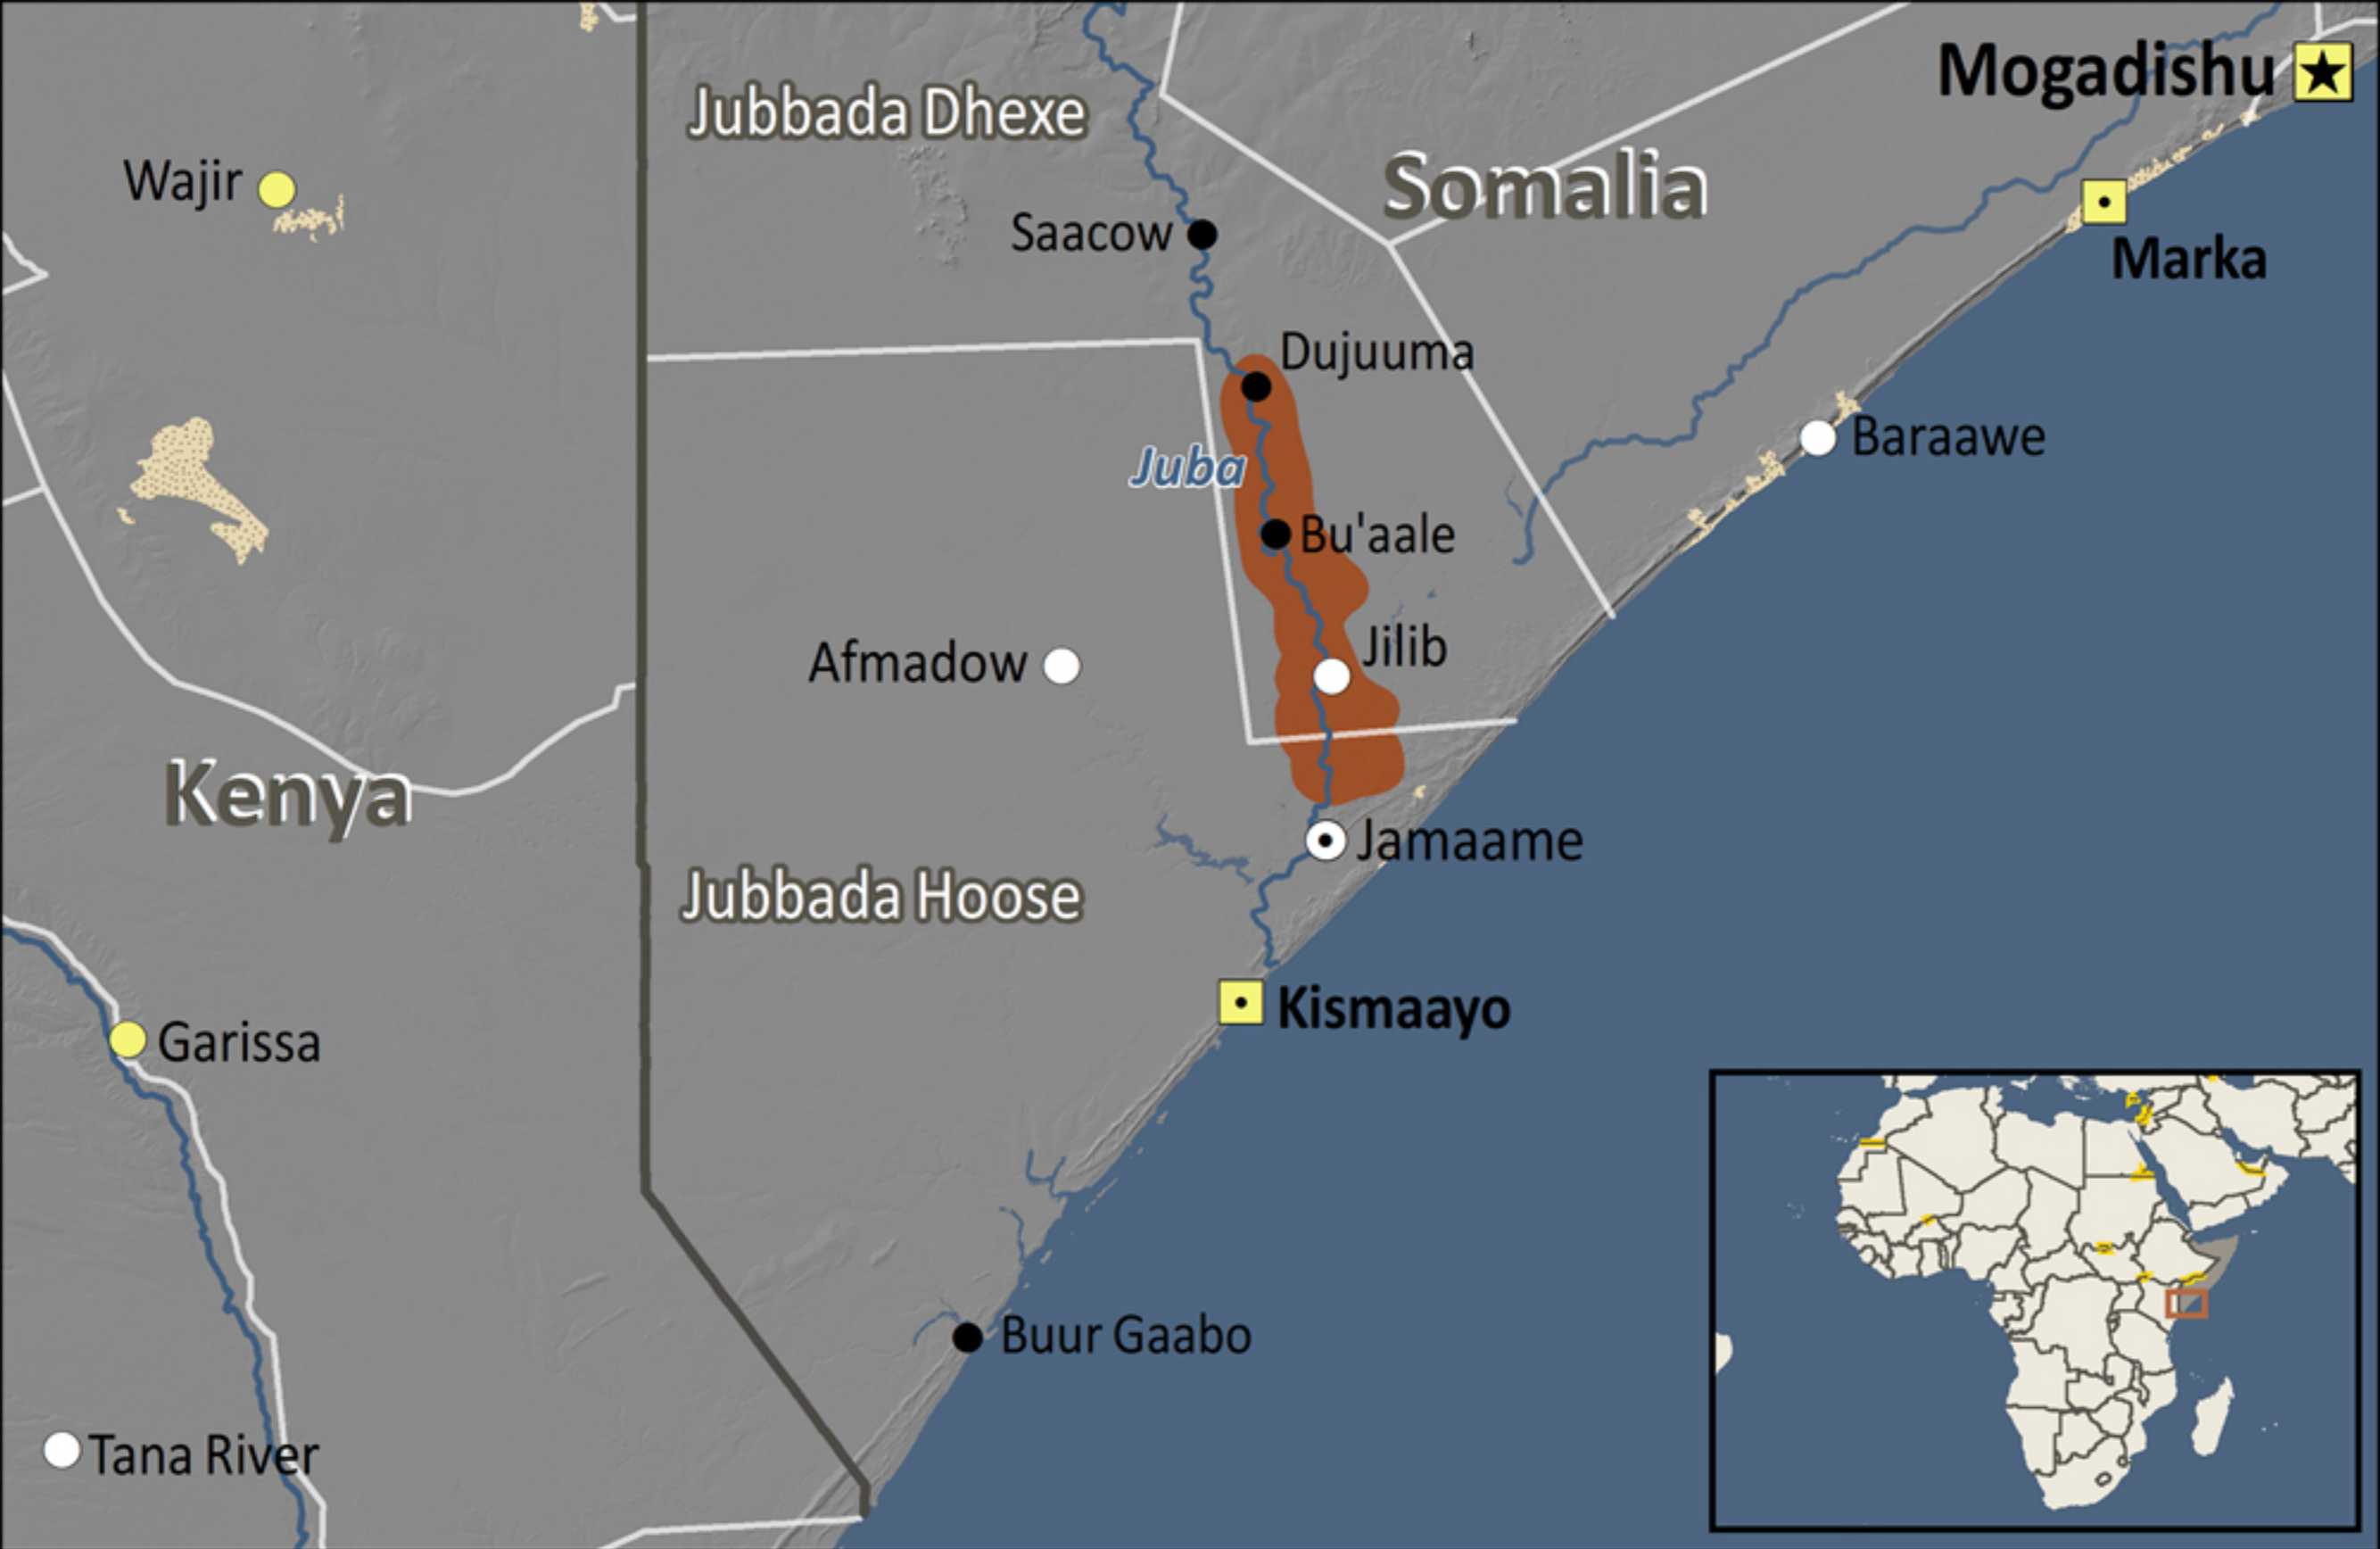 Mogadishu
Jubbada Dhexe
Wajir
Somalia
Saacow
Marka
Dujuuma
Juba
Baraawe
Bu'aale
Jilib
Afmadow
Kenya
Jamaame
Jubbada Hoose
Kismaayo
Garissa
Buur Gaabo
Tana River